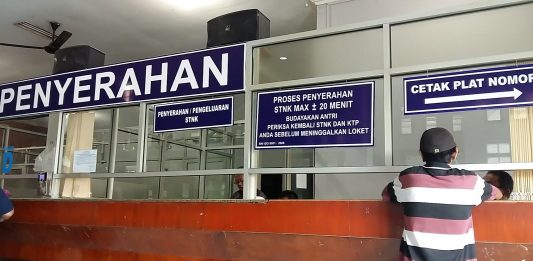 PENYERAHAN
PENYERAHAN / PENGELUARAN
STNK
PROSES PENYERAHAN
STNK MAX ± 20 MENIT
BUDAYAKAN ANTRI
PERIKSA KEMBALI STNK DAN KTP
ANDA SEBELUM MENINGGALKAN LOKET
CETAK PLAT NOMOR